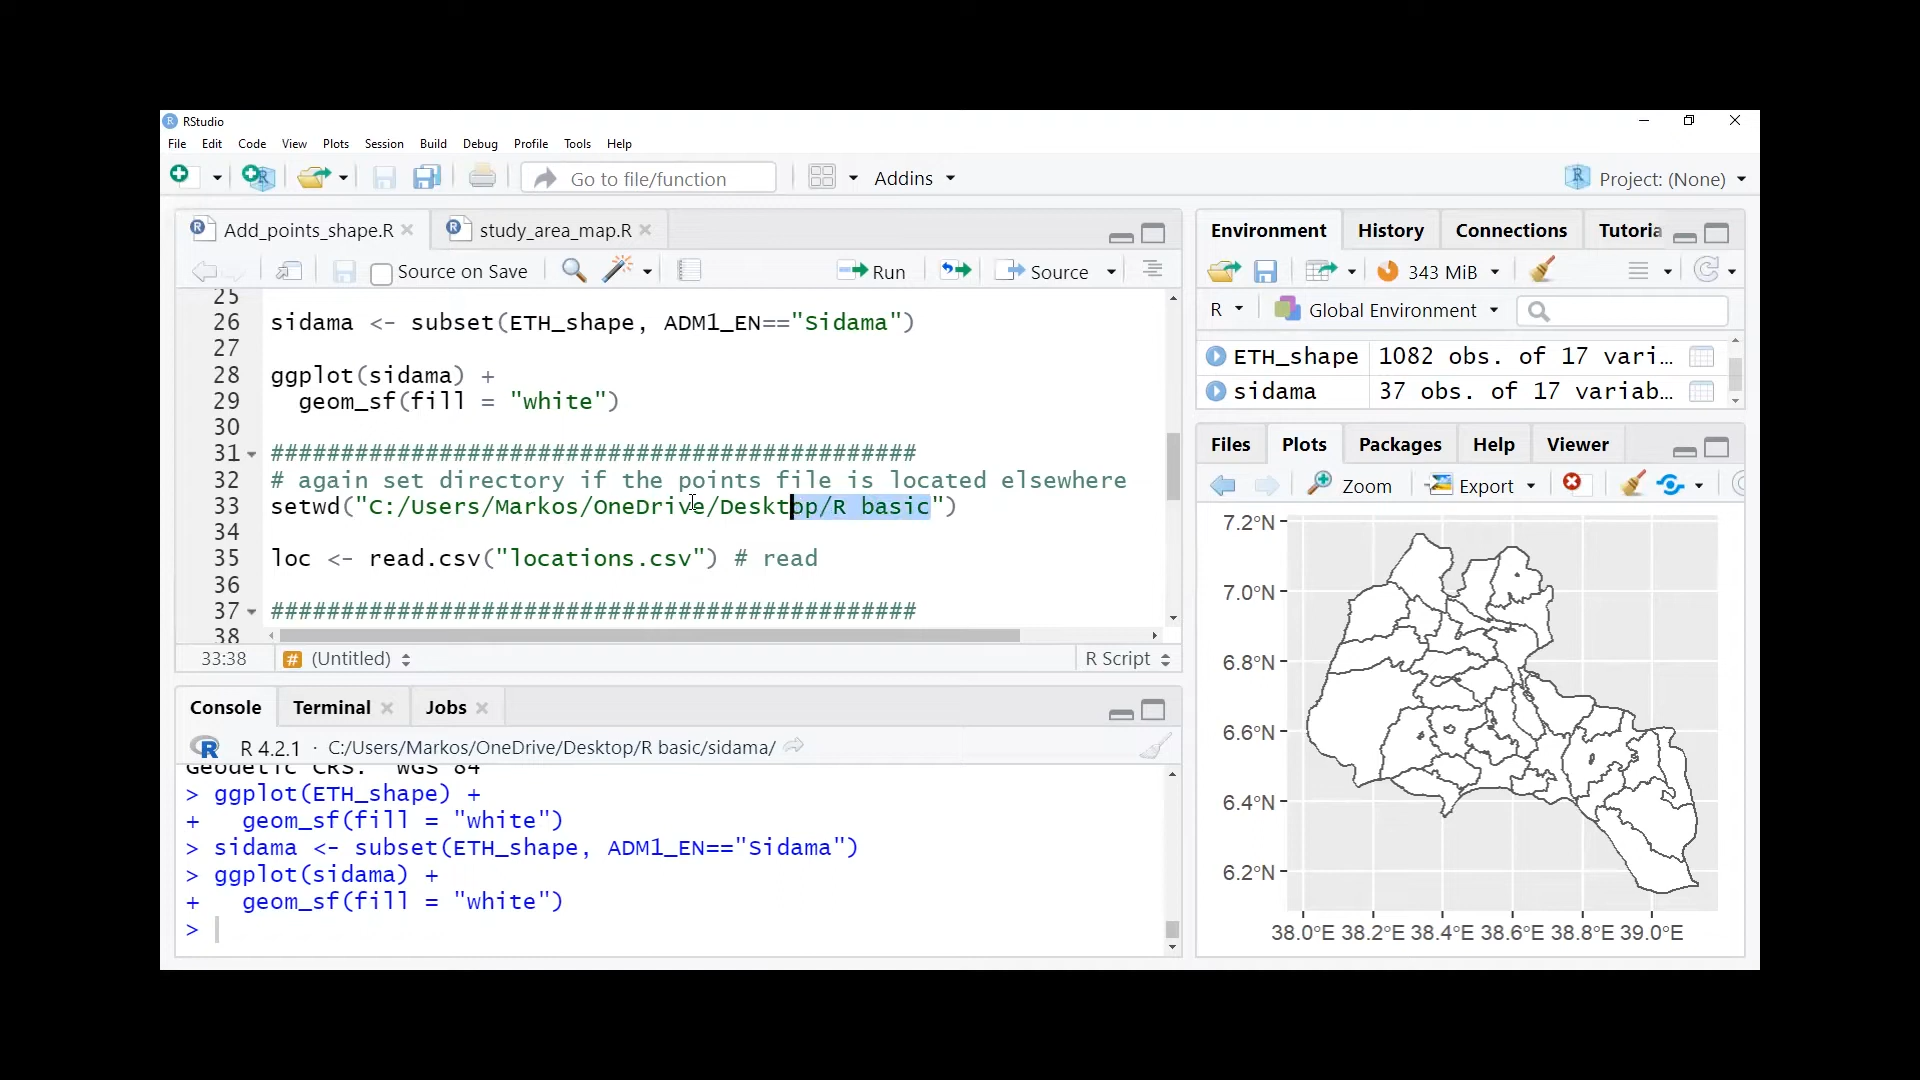 RStudio
File Edit Code View Plots Session Build Debug Profile Tools Help
Go to file/function Addins Project: (None)
Add_points_shape.R study_area_map.R
Source on Save Run Source
25
26 sidama <- subset(ETH_shape, ADM1_EN=="Sidama")
27
28 ggplot(sidama) +
29 geom_sf(fill = "white")
30
31 ##############################################
32 # again set directory if the points file is located elsewhere
33 setwd("C:/Users/Markos/OneDrive/Desktop/R basic")
34
35 loc <- read.csv("locations.csv") # read
36
37 ##############################################
38
33:38 # (Untitled) R Script
Console Terminal Jobs
R 4.2.1 · C:/Users/Markos/OneDrive/Desktop/R basic/sidama/
Geodetic CRS: WGS 84
> ggplot(ETH_shape) +
+ geom_sf(fill = "white")
> sidama <- subset(ETH_shape, ADM1_EN=="Sidama")
> ggplot(sidama) +
+ geom_sf(fill = "white")
>
Environment History Connections Tutoria
343 MiB
R Global Environment
ETH_shape 1082 obs. of 17 vari...
sidama 37 obs. of 17 variab...
Files Plots Packages Help Viewer
Zoom Export
7.2°N
7.0°N
6.8°N
6.6°N
6.4°N
6.2°N
38.0°E 38.2°E 38.4°E 38.6°E 38.8°E 39.0°E